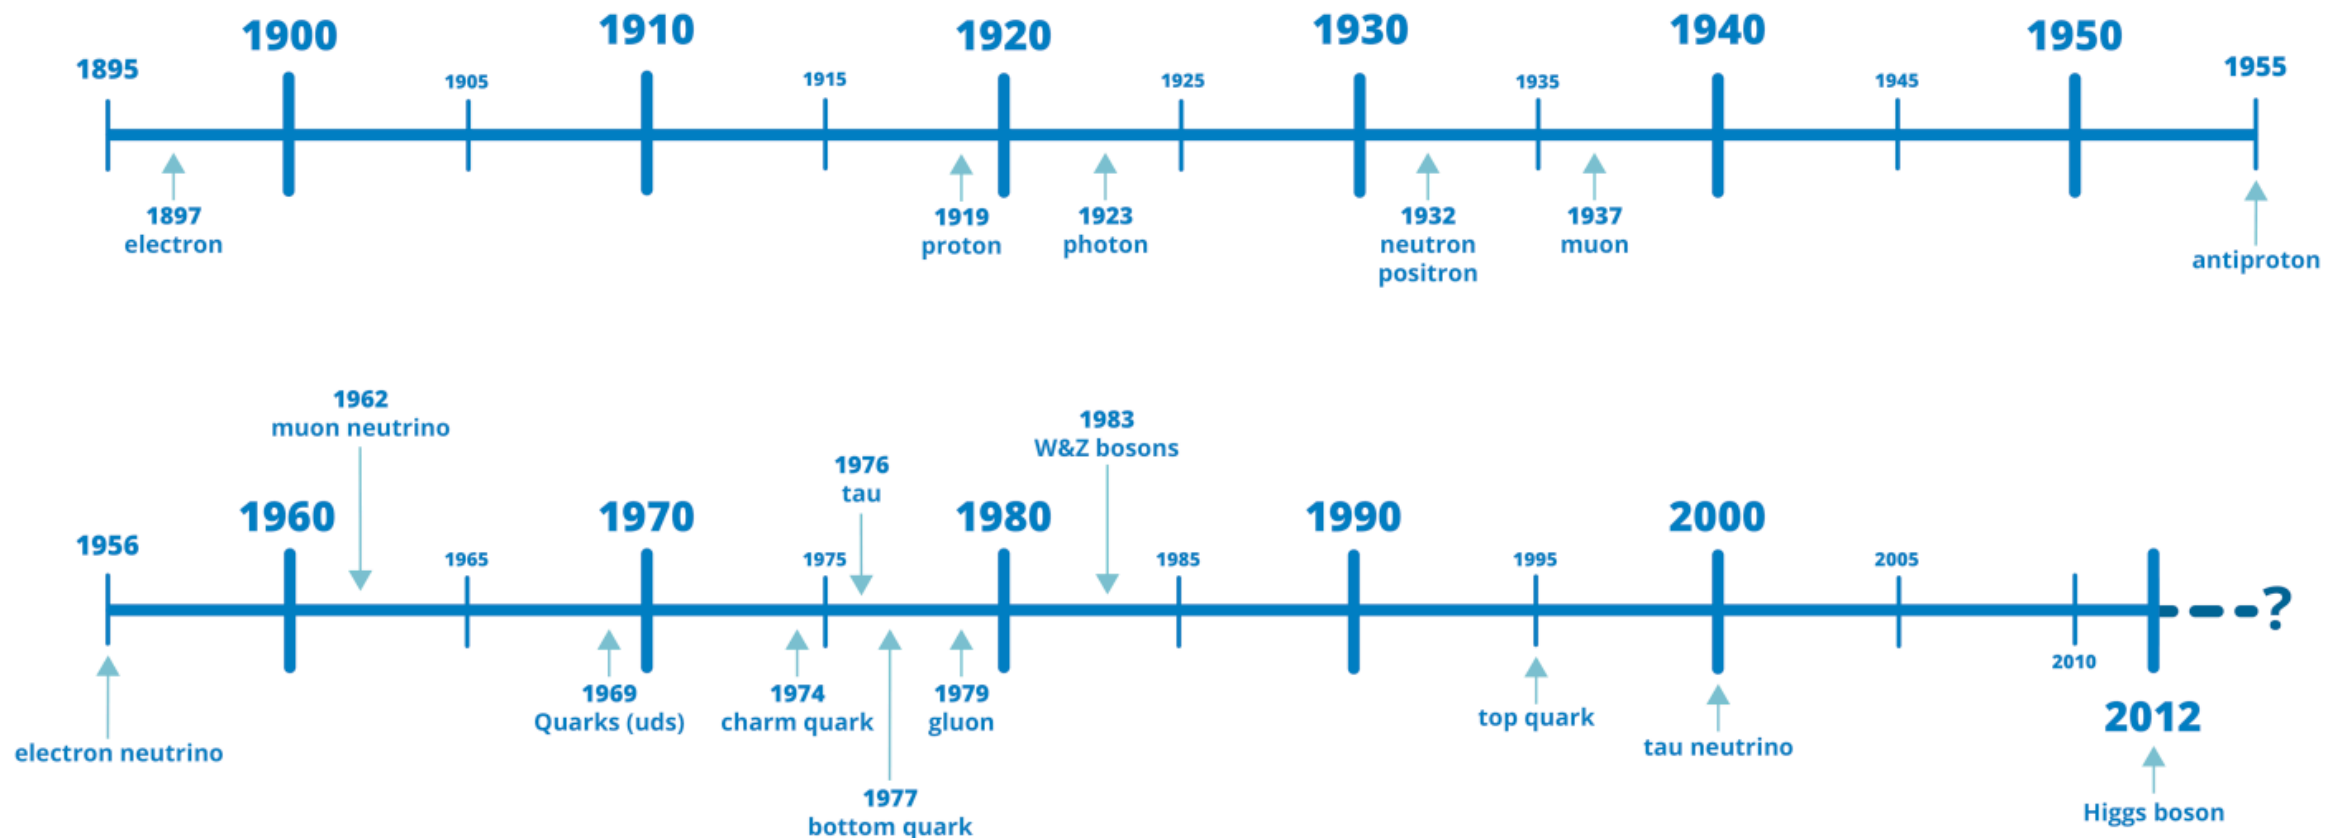 1895
1900
1905
1910
1915
1920
1925
1930
1935
1940
1945
1950
1955
1897
electron
1919
proton
1923
photon
1932
neutron
positron
1937
muon
antiproton
1962
muon neutrino
1976
tau
1983
W&Z bosons
1956
1960
1965
1970
1975
1980
1985
1990
1995
2000
2005
2010
2012
?
electron neutrino
1969
Quarks (uds)
1974
charm quark
1977
bottom quark
1979
gluon
top quark
tau neutrino
Higgs boson